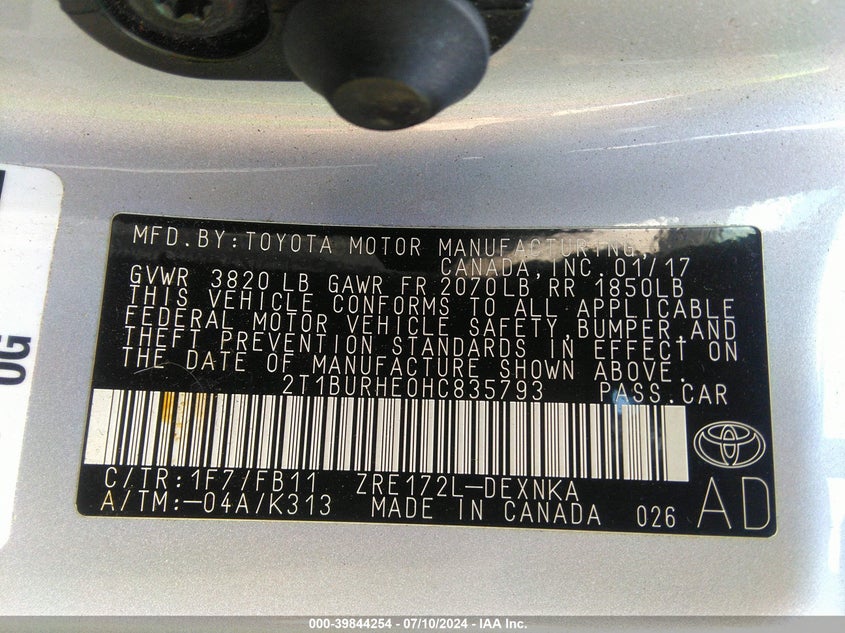 MFD.BY:TOYOTA MOTOR MANUFACTURING,
CANADA,INC. 01/17
GVWR 3820 LB GAWR FR 2070LB RR 1850LB
THIS VEHICLE CONFORMS TO ALL APPLICABLE
FEDERAL MOTOR VEHICLE SAFETY,BUMPER,AND
THEFT PREVENTION STANDARDS IN EFFECT ON
THE DATE OF MANUFACTURE SHOWN ABOVE.
2T1BURHE0HC835793 PASS.CAR
C/TR:1F7/FB11 ZRE172L-DEXNKA
A/TM:-04A/K313 MADE IN CANADA 026 AD
OG
000-39844254 - 07/10/2024 - IAA Inc.